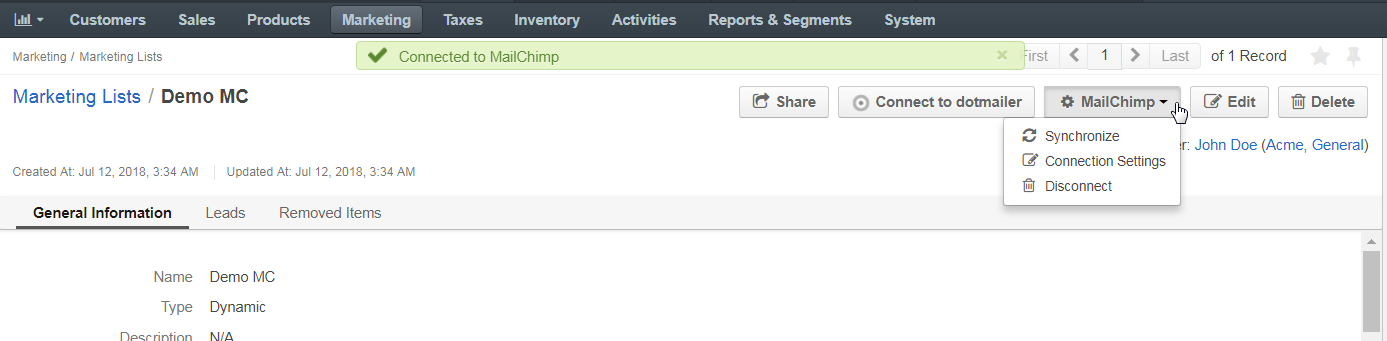 Customers Sales Products Marketing Taxes Inventory Activities Reports & Segments System
Marketing / Marketing Lists
Connected to MailChimp
First 1 Last of 1 Record
Marketing Lists / Demo MC
Share Connect to dotmailer MailChimp Edit Delete
Synchronize
er: John Doe (Acme, General)
Connection Settings
Created At: Jul 12, 2018, 3:34 AM Updated At: Jul 12, 2018, 3:34 AM
Disconnect
General Information Leads Removed Items
Name Demo MC
Type Dynamic
Description N/A